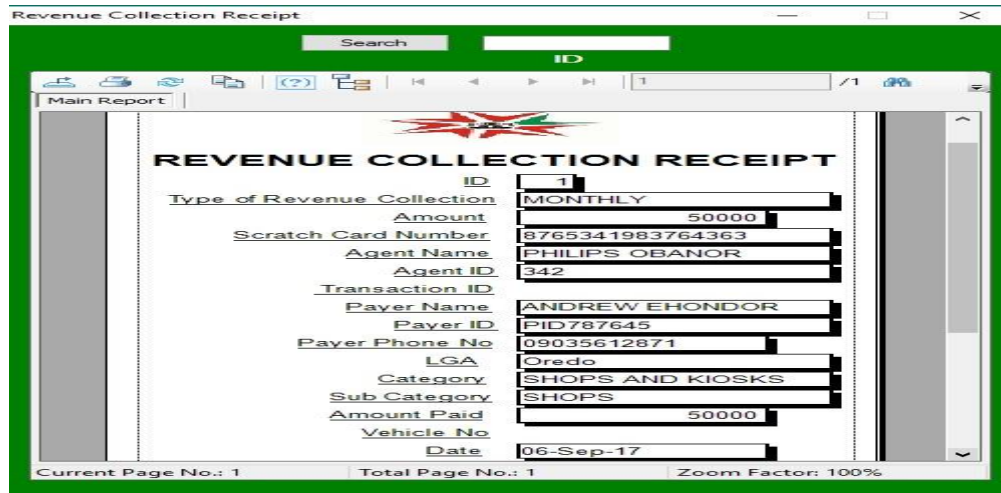 Revenue Collection Receipt
Search
ID
1 /1
Main Report
REVENUE COLLECTION RECEIPT
ID 1
Type of Revenue Collection MONTHLY
Amount 50000
Scratch Card Number 8765341983764363
Agent Name PHILIPS OBANOR
Agent ID 342
Transaction ID
Payer Name ANDREW EHONDOR
Payer ID PID787645
Payer Phone No 09035612871
LGA Oredo
Category SHOPS AND KIOSKS
Sub Category SHOPS
Amount Paid 50000
Vehicle No
Date 06-Sep-17
Current Page No.: 1 Total Page No.: 1 Zoom Factor: 100%